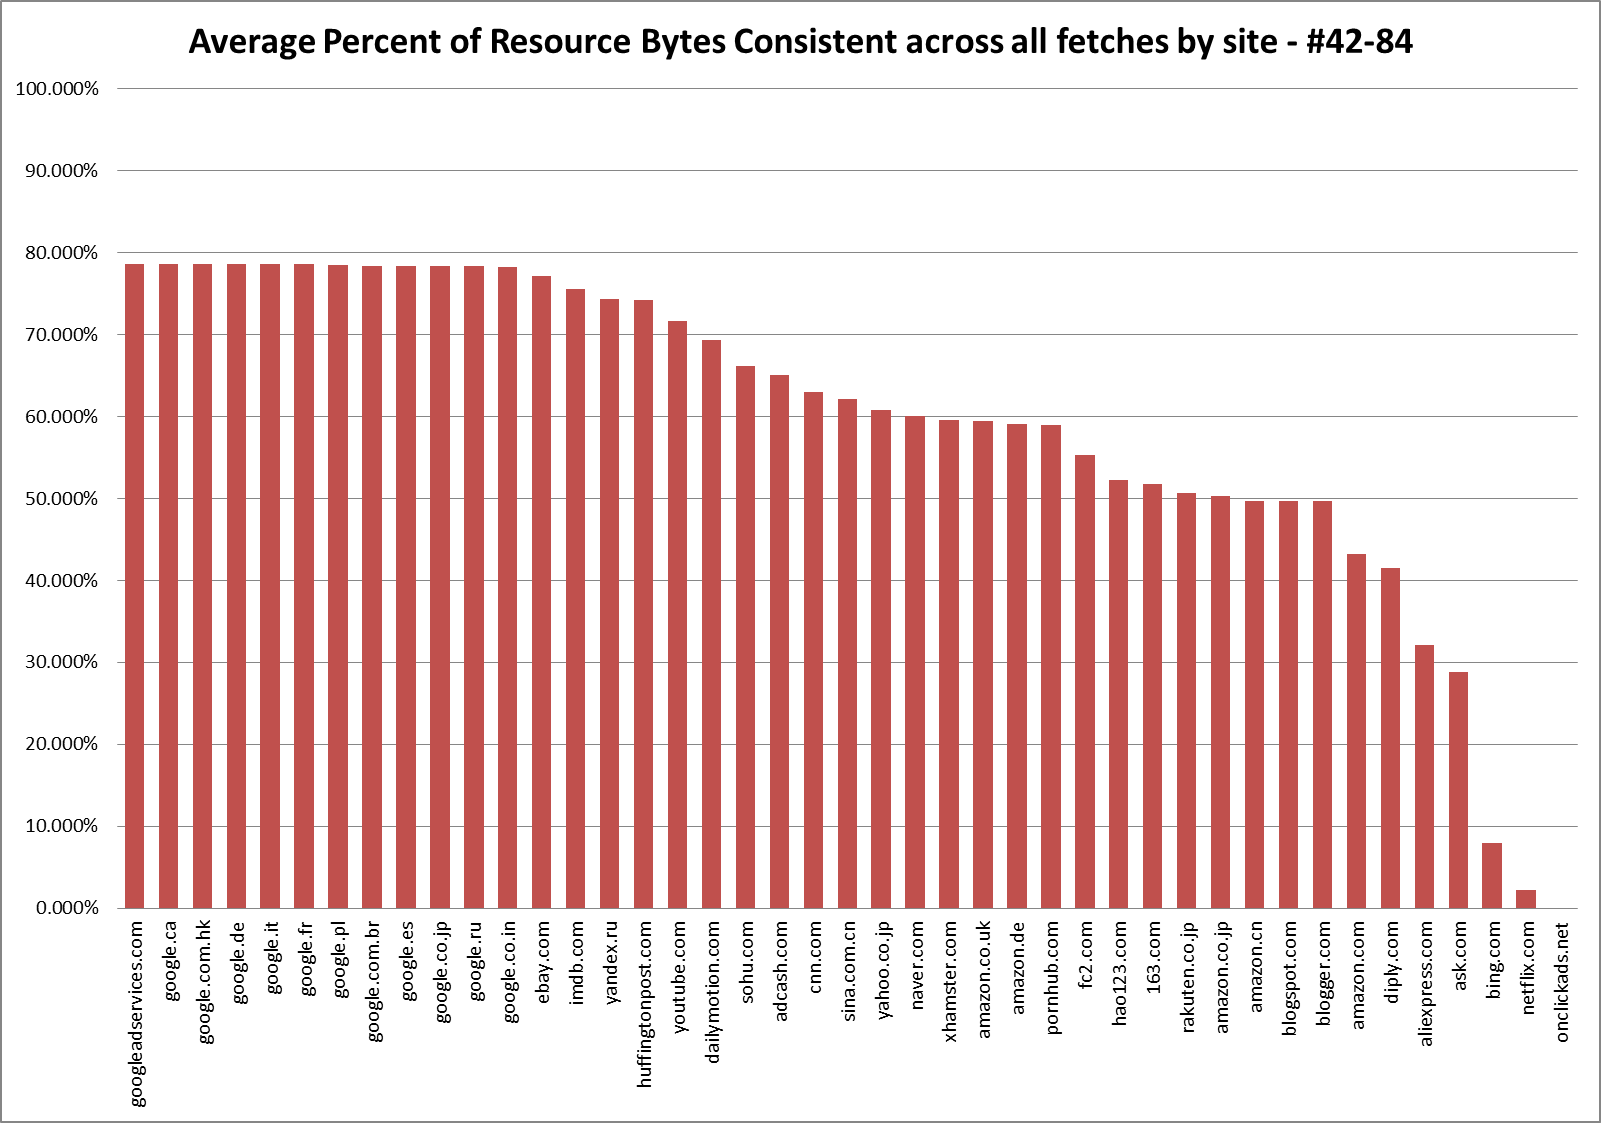 Average Percent of Resource Bytes Consistent across all fetches by site - #42-84
100.000%
90.000%
80.000%
70.000%
60.000%
50.000%
40.000%
30.000%
20.000%
10.000%
0.000%
googleadservices.com
google.ca
google.com.hk
google.de
google.it
google.fr
google.pl
google.com.br
google.es
google.co.jp
google.ru
google.co.in
ebay.com
imdb.com
yandex.ru
huffingtonpost.com
youtube.com
dailymotion.com
sohu.com
adcash.com
cnn.com
sina.com.cn
yahoo.co.jp
naver.com
xhamster.com
amazon.co.uk
amazon.de
pornhub.com
fc2.com
hao123.com
163.com
rakuten.co.jp
amazon.co.jp
amazon.cn
blogspot.com
blogger.com
amazon.com
diply.com
aliexpress.com
ask.com
bing.com
netflix.com
onclickads.net